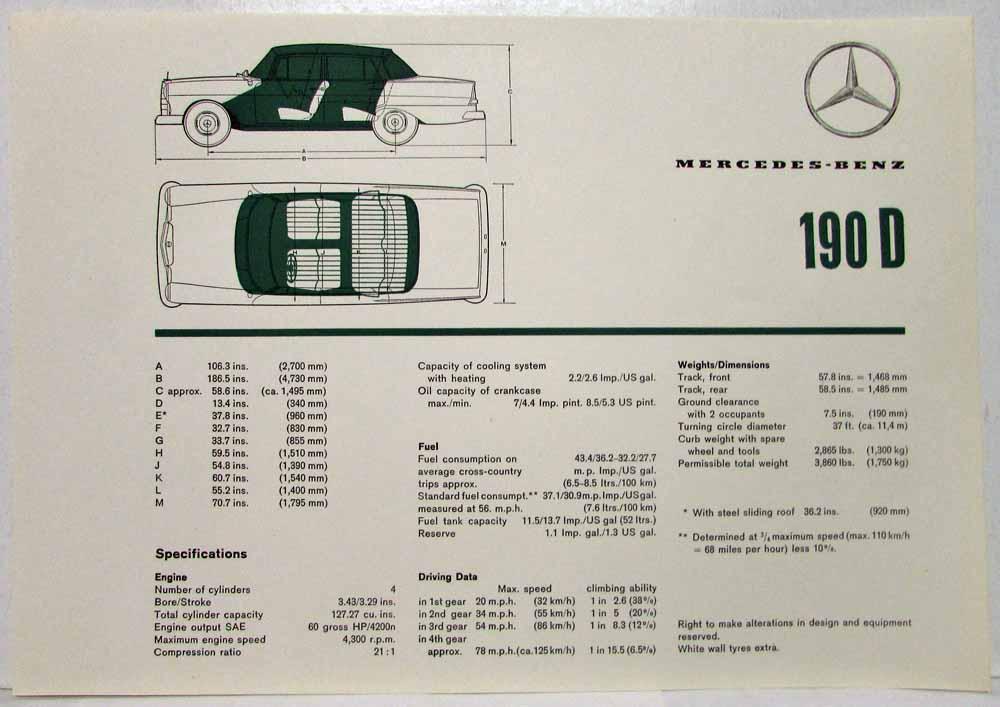 MERCEDES-BENZ
190 D
A 106.3 ins. (2,700 mm)
B 186.5 ins. (4,730 mm)
C approx. 58.6 ins. (ca. 1,495 mm)
D 13.4 ins. (340 mm)
E* 37.8 ins. (960 mm)
F 32.7 ins. (830 mm)
G 33.7 ins. (855 mm)
H 59.5 ins. (1,510 mm)
J 54.8 ins. (1,390 mm)
K 60.7 ins. (1,540 mm)
L 55.2 ins. (1,400 mm)
M 70.7 ins. (1,795 mm)
Specifications
Engine
Number of cylinders 4
Bore/Stroke 3.43/3.29 ins.
Total cylinder capacity 127.27 cu. ins.
Engine output SAE 60 gross HP/4200n
Maximum engine speed 4,300 r.p.m.
Compression ratio 21 : 1
Capacity of cooling system
with heating 2.2/2.6 Imp./US gal.
Oil capacity of crankcase
max./min. 7/4.4 Imp. pint. 8.5/5.3 US pint.
Fuel
Fuel consumption on 43.4/36.2-32.2/27.7
average cross-country m. p. Imp./US gal.
trips approx. (6.5-8.5 ltrs./100 km)
Standard fuel consumpt.** 37.1/30.9 m.p. Imp./US gal.
measured at 56. m.p.h. (7.6 ltrs./100 km)
Fuel tank capacity 11.5/13.7 Imp./US gal (52 ltrs.)
Reserve 1.1 Imp. gal./1.3 US gal.
Driving Data
Max. speed climbing ability
in 1st gear 20 m.p.h. (32 km/h) 1 in 2.6 (38%)
in 2nd gear 34 m.p.h. (55 km/h) 1 in 5 (20%)
in 3rd gear 54 m.p.h. (86 km/h) 1 in 8.3 (12%)
in 4th gear
approx. 78 m.p.h. (ca. 125 km/h) 1 in 15.5 (6.5%)
Weights/Dimensions
Track, front 57.8 ins. = 1,468 mm
Track, rear 58.5 ins. = 1,485 mm
Ground clearance
with 2 occupants 7.5 ins. (190 mm)
Turning circle diameter 37 ft. (ca. 11,4 m)
Curb weight with spare
wheel and tools 2,865 lbs. (1,300 kg)
Permissible total weight 3,860 lbs. (1,750 kg)
* With steel sliding roof 36.2 ins. (920 mm)
** Determined at 3/4 maximum speed (max. 110 km/h
= 68 miles per hour) less 10%.
Right to make alterations in design and equipment
reserved.
White wall tyres extra.